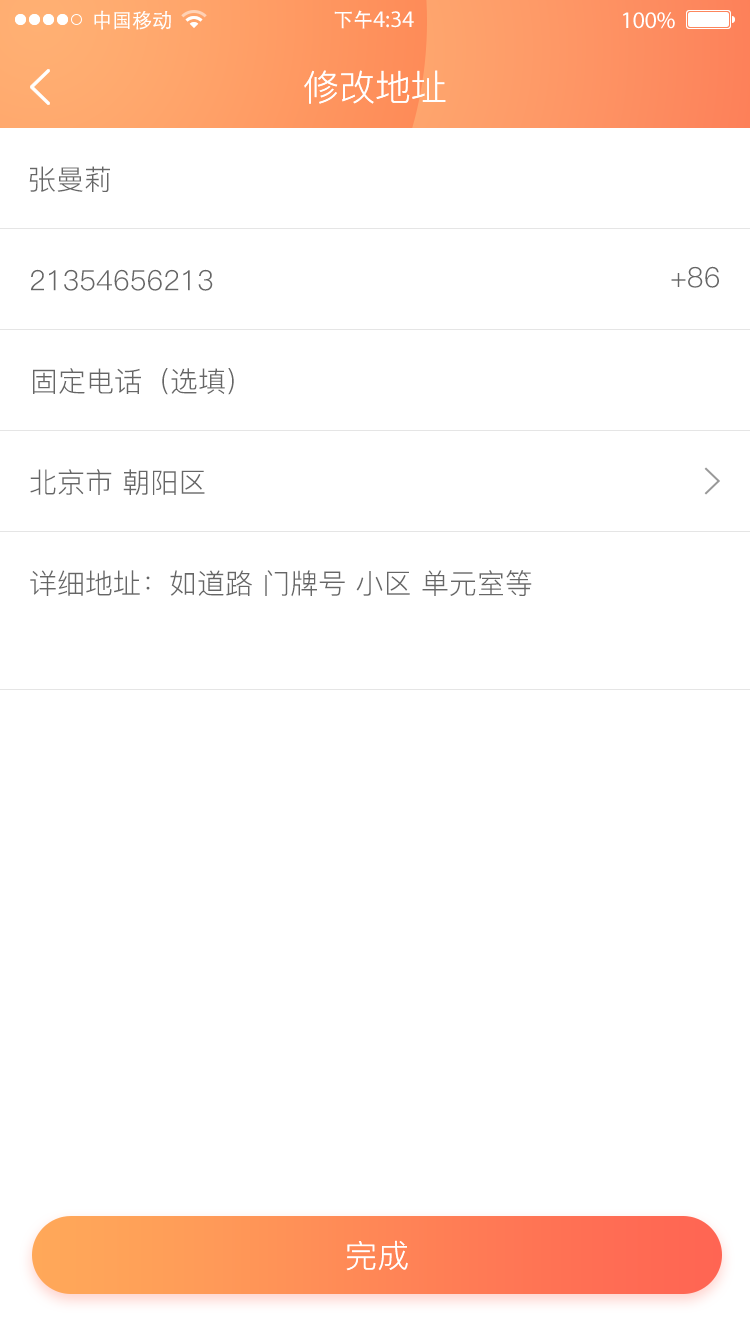 中国移动 下午4:34 100%
修改地址
张曼莉
21354656213 +86
固定电话（选填）
北京市 朝阳区
详细地址：如道路 门牌号 小区 单元室等
完成